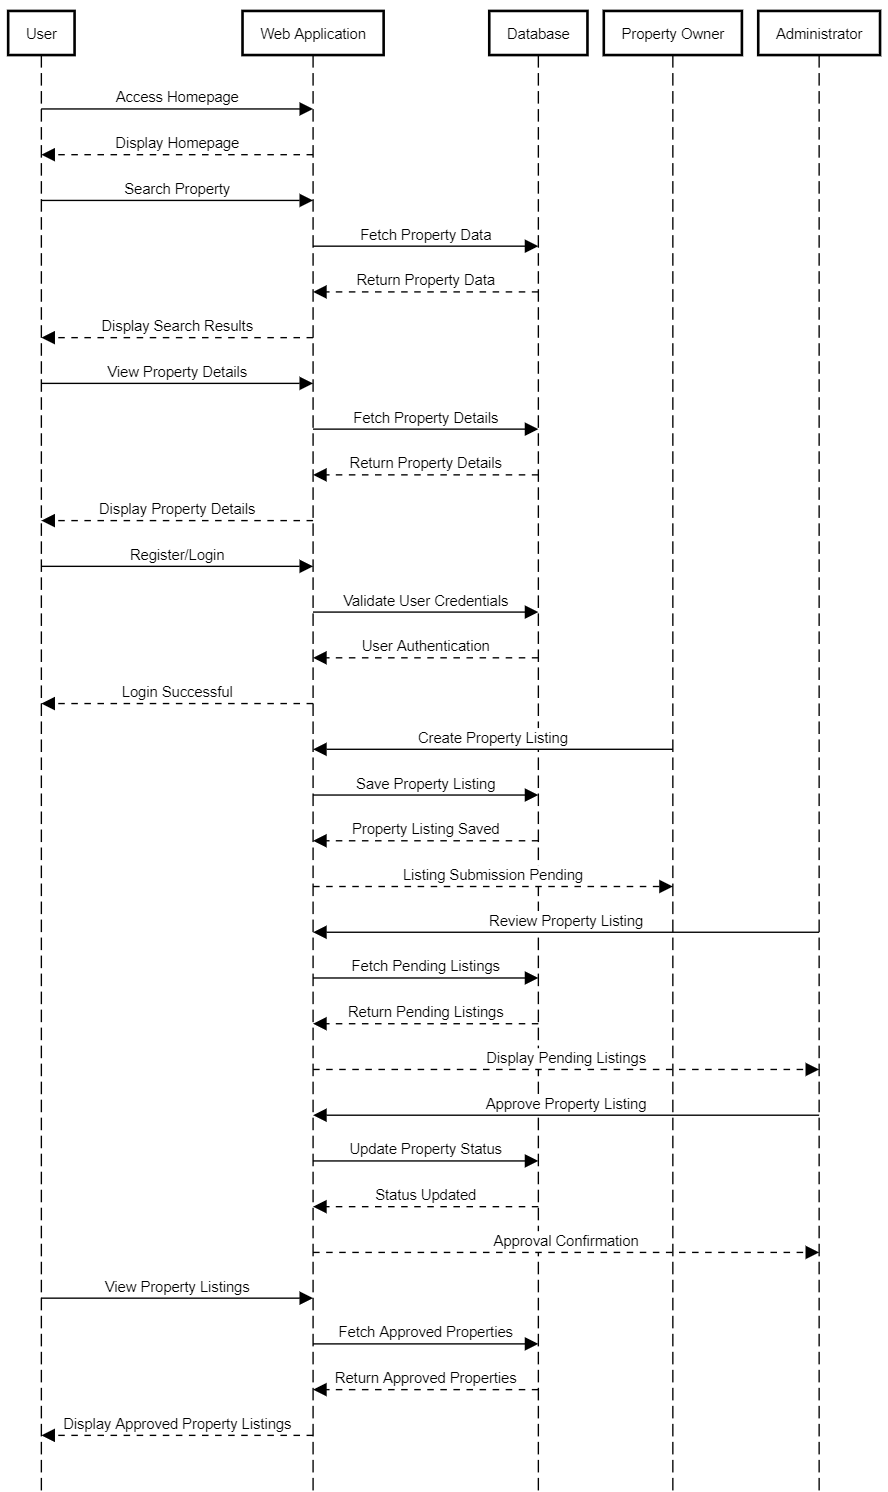 User
Web Application
Database
Property Owner
Administrator
Access Homepage
Display Homepage
Search Property
Fetch Property Data
Return Property Data
Display Search Results
View Property Details
Fetch Property Details
Return Property Details
Display Property Details
Register/Login
Validate User Credentials
User Authentication
Login Successful
Create Property Listing
Save Property Listing
Property Listing Saved
Listing Submission Pending
Review Property Listing
Fetch Pending Listings
Return Pending Listings
Display Pending Listings
Approve Property Listing
Update Property Status
Status Updated
Approval Confirmation
View Property Listings
Fetch Approved Properties
Return Approved Properties
Display Approved Property Listings